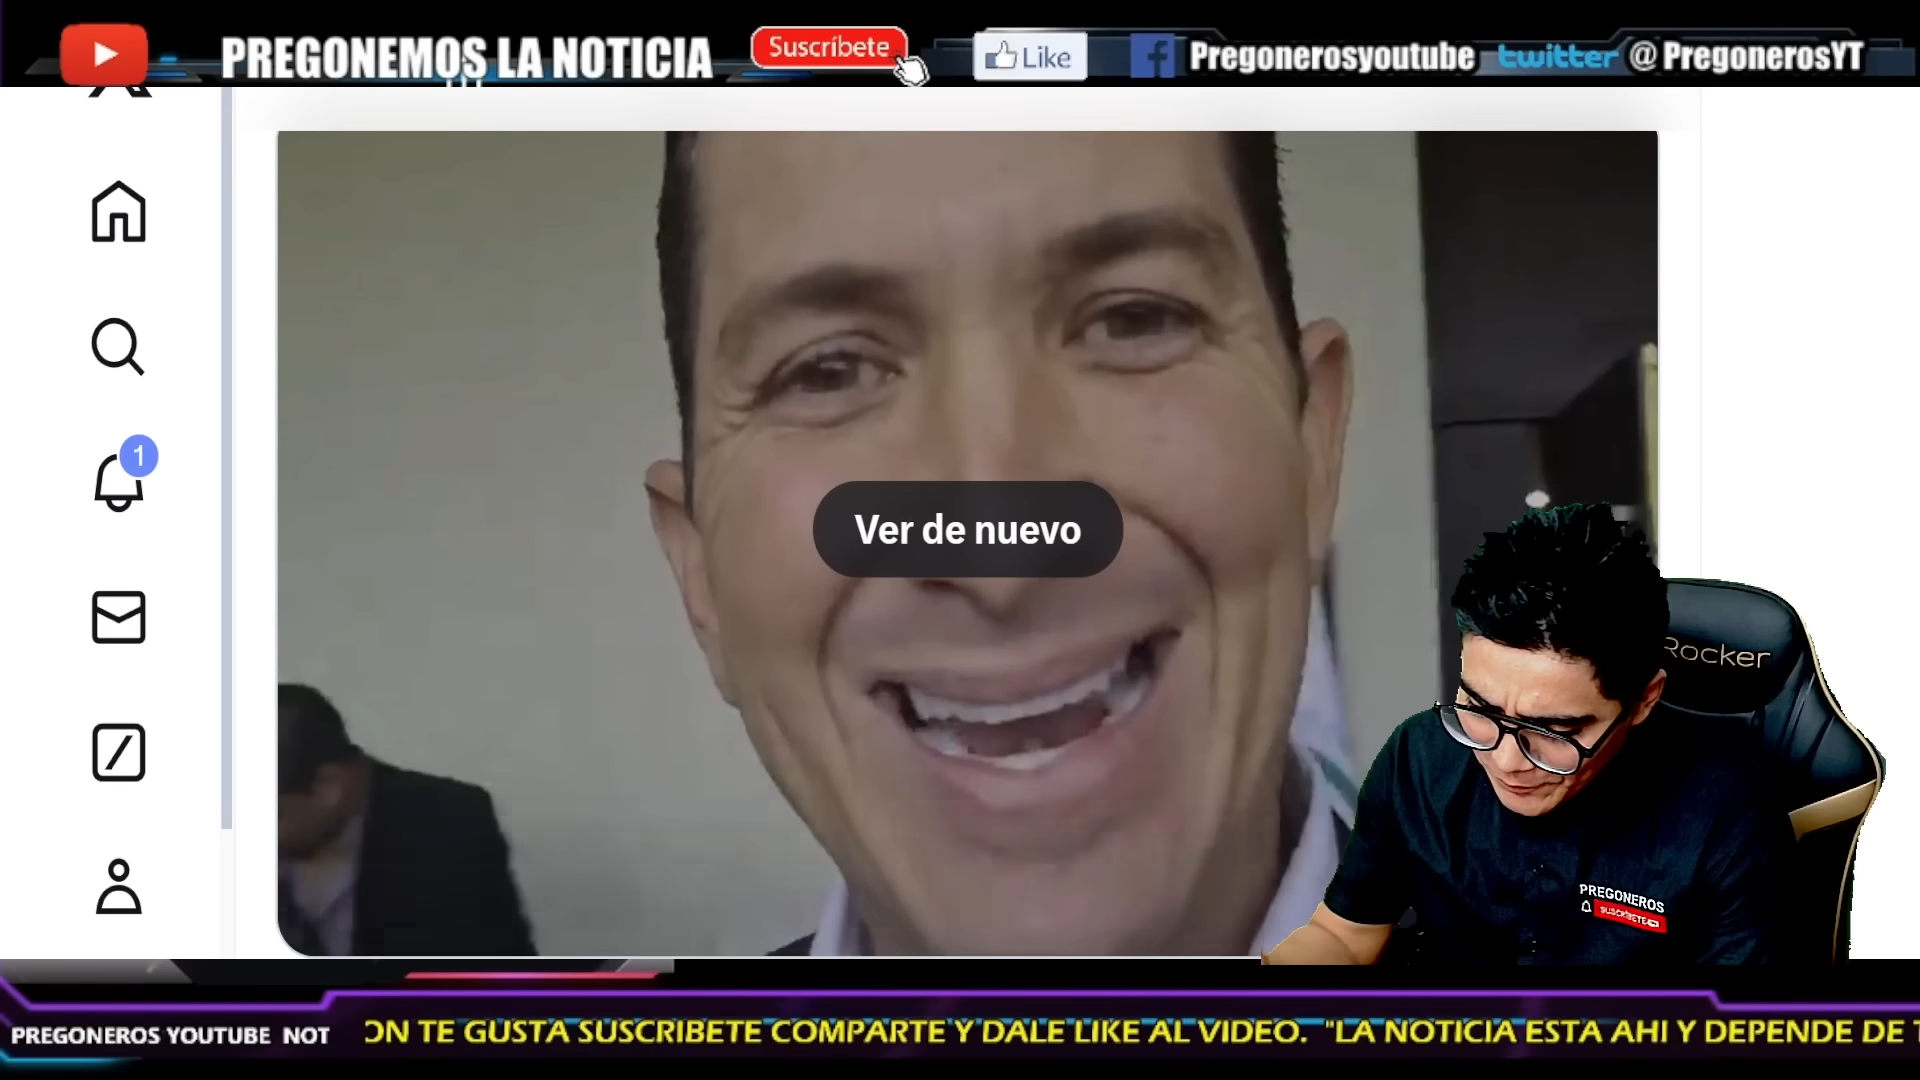 PREGONEMOS LA NOTICIA
Suscríbete
Like
Pregonerosyoutube
twitter @PregonerosYT
1
Ver de nuevo
Rocker
PREGONEROS
SUSCRIBETE
PREGONEROS YOUTUBE NOT
ON TE GUSTA SUSCRIBETE COMPARTE Y DALE LIKE AL VIDEO. "LA NOTICIA ESTA AHI Y DEPENDE DE T